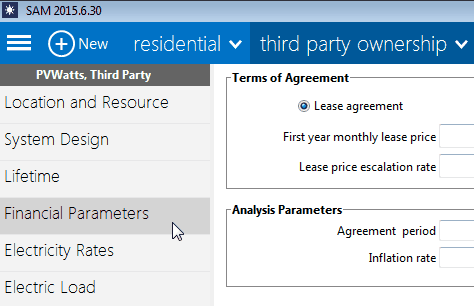 SAM 2015.6.30
New residential third party ownership
PVWatts, Third Party
Location and Resource
System Design
Lifetime
Financial Parameters
Electricity Rates
Electric Load
Terms of Agreement
Lease agreement
First year monthly lease price
Lease price escalation rate
Analysis Parameters
Agreement period
Inflation rate